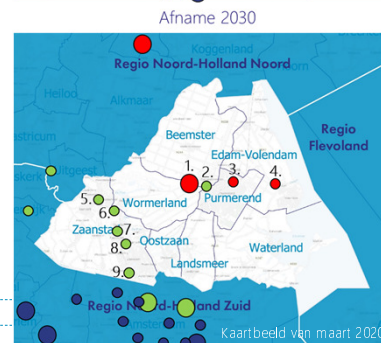 Afname 2030
Koggenland
Regio Noord-Holland Noord
Heiloo
Alkmaar
Beemster
Regio
Flevoland
Edam-Volendam
Uitgeest
1.
2.
3.
4.
Purmerend
5.
6.
Wormerland
Zaanstad
7.
8.
Oostzaan
Waterland
Landsmeer
9.
Regio Noord-Holland Zuid
Kaartbeeld van maart 2020